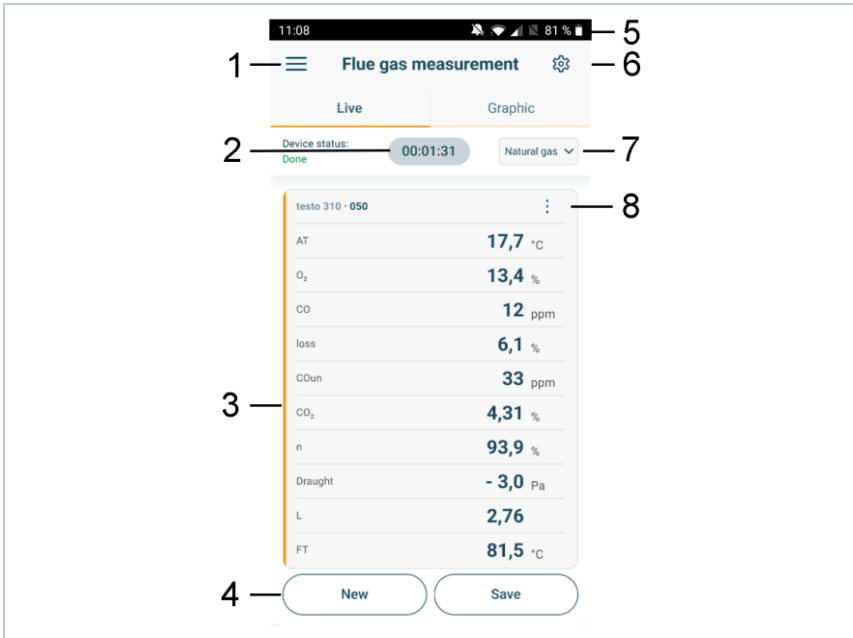 11:08 81 % 5
1 Flue gas measurement 6
Live Graphic
Device status:
2 00:01:31 Natural gas 7
Done
testo 310 · 050 8
AT 17,7 °C
O₂ 13,4 %
CO 12 ppm
loss 6,1 %
COun 33 ppm
3
CO₂ 4,31 %
n 93,9 %
Draught - 3,0 Pa
L 2,76
FT 81,5 °C
4 New Save